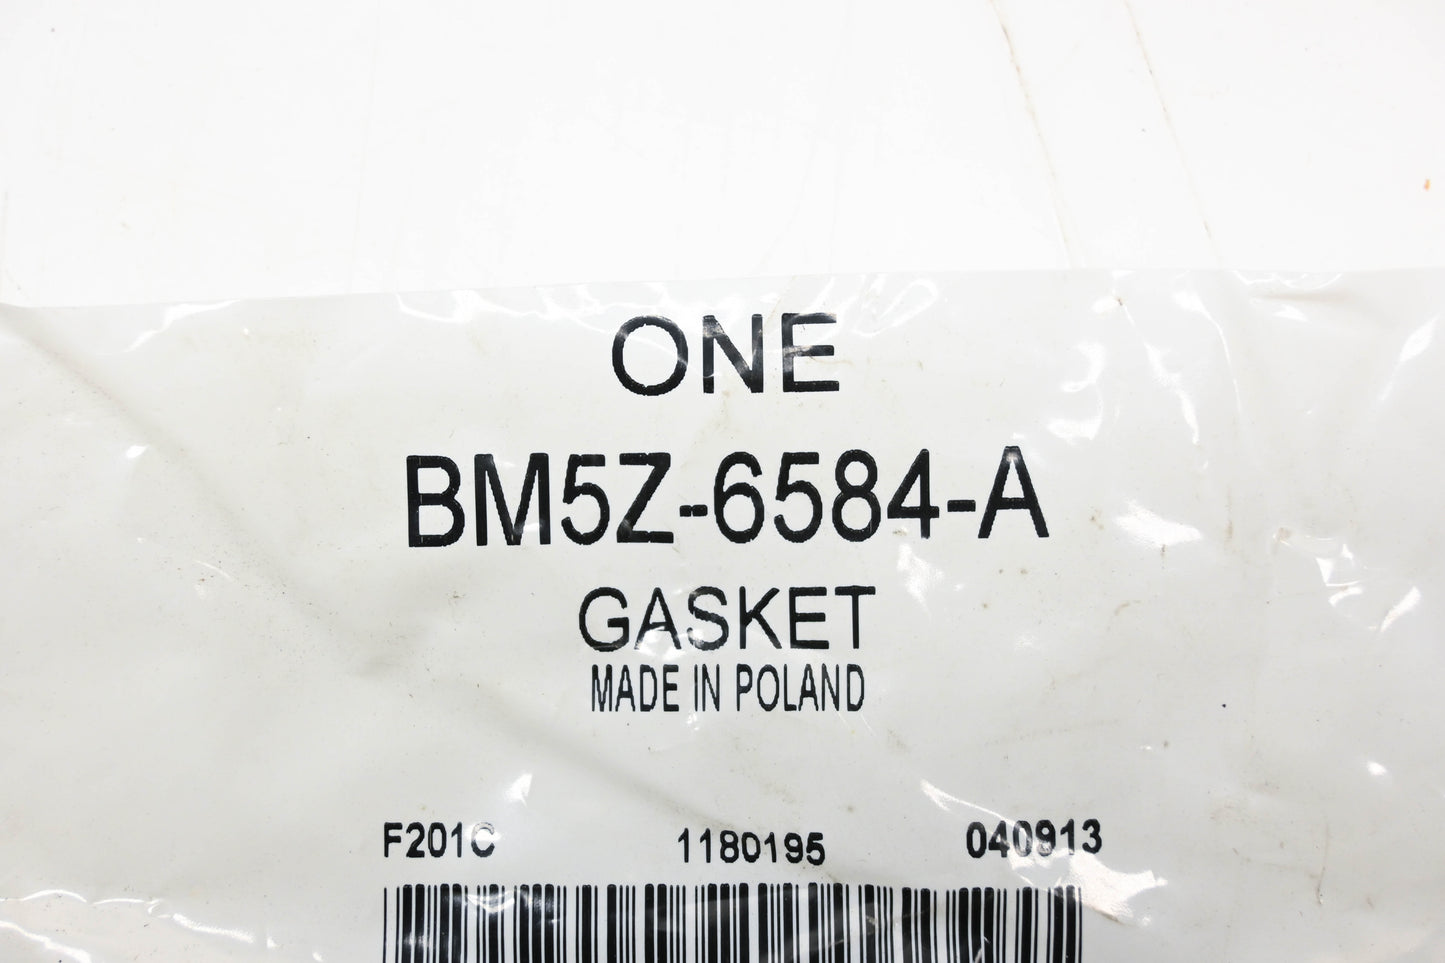 ONE
BM5Z-6584-A
GASKET
MADE IN POLAND
F201C 1180195 040913